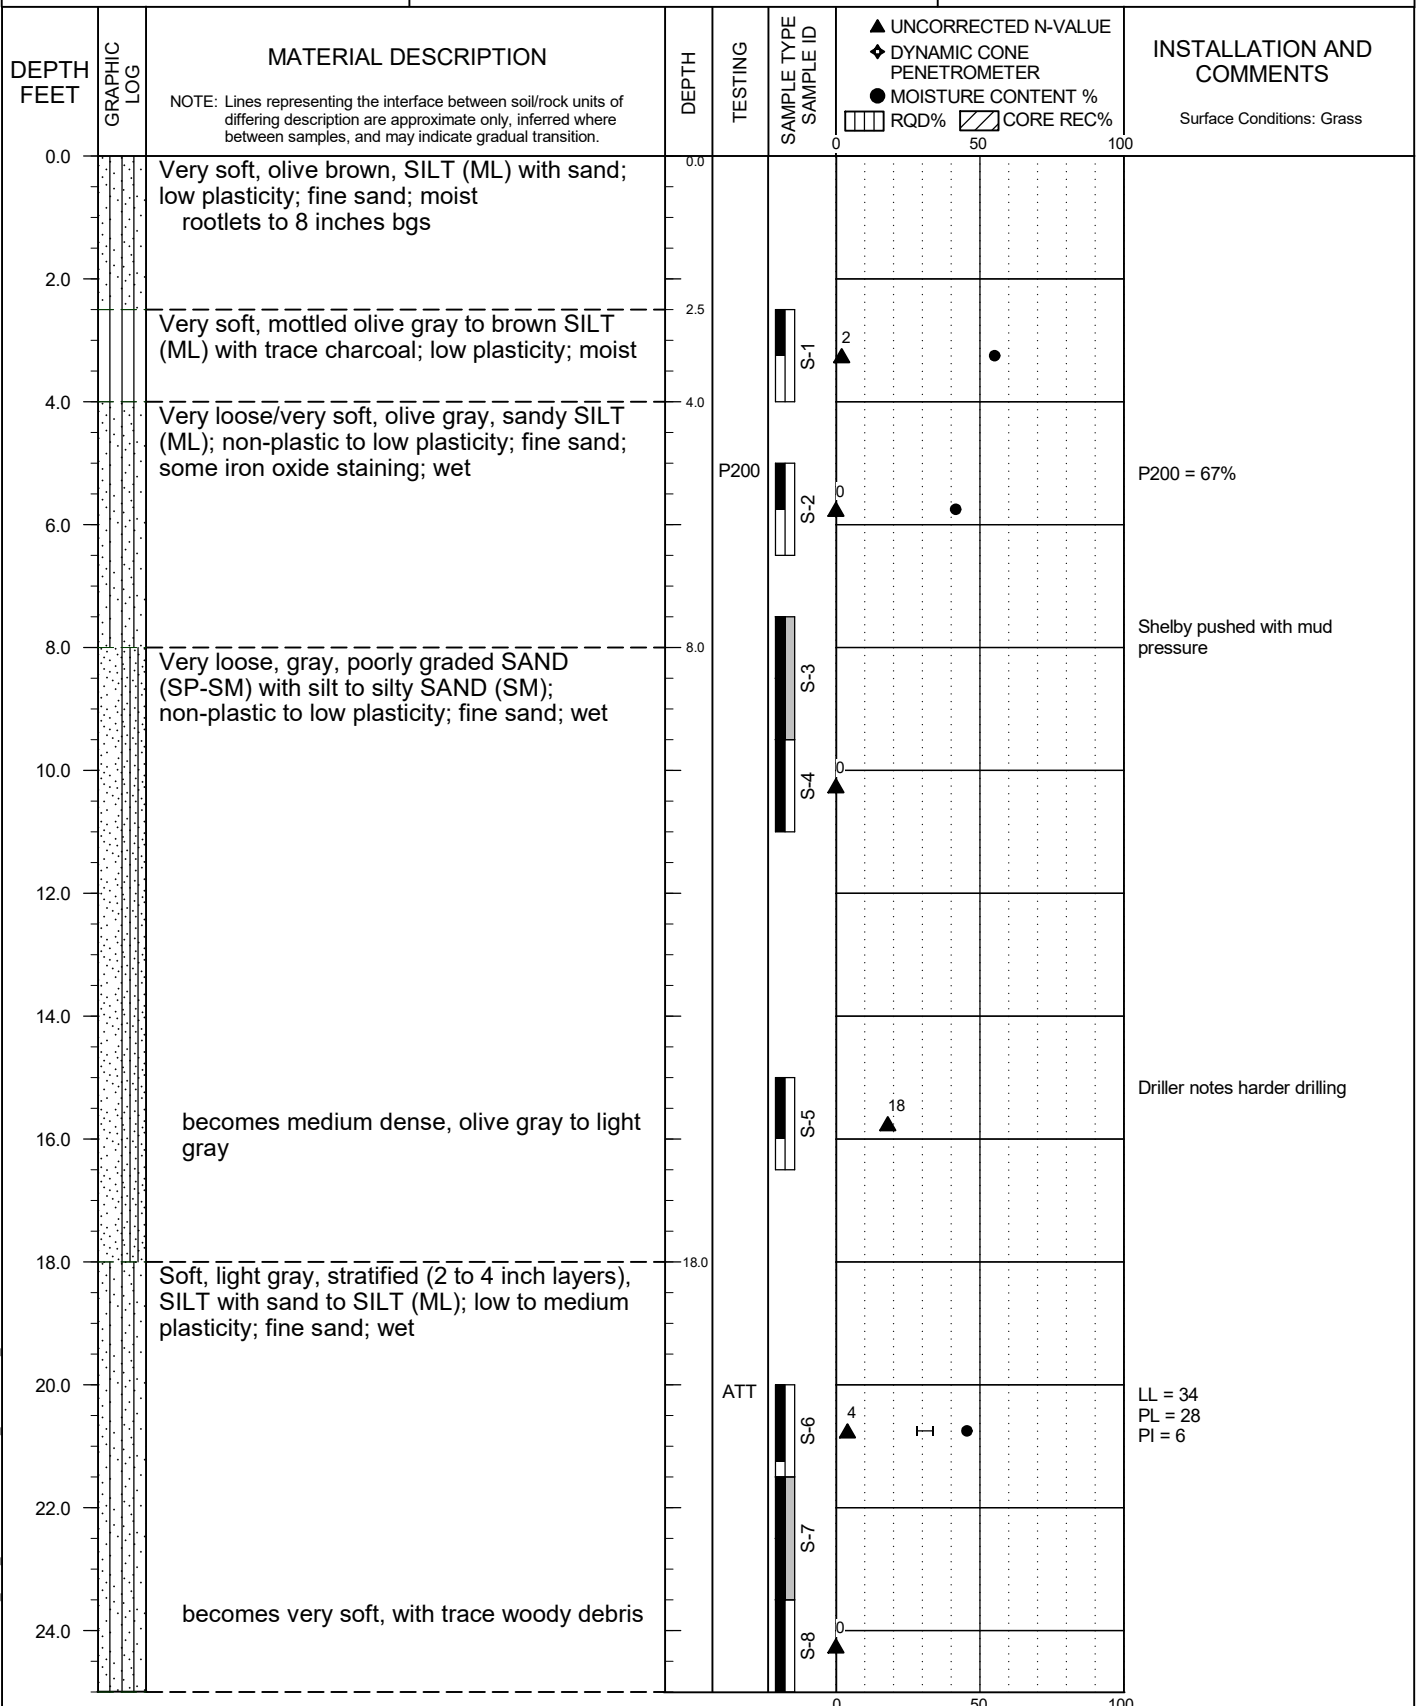 DEPTH
FEET
GRAPHIC
LOG
MATERIAL DESCRIPTION
NOTE: Lines representing the interface between soil/rock units of
differing description are approximate only, inferred where
between samples, and may indicate gradual transition.
DEPTH
TESTING
SAMPLE TYPE
SAMPLE ID
UNCORRECTED N-VALUE
DYNAMIC CONE
PENETROMETER
MOISTURE CONTENT %
RQD% CORE REC%
0 50 100
INSTALLATION AND
COMMENTS
Surface Conditions: Grass
0.0
Very soft, olive brown, SILT (ML) with sand;
low plasticity; fine sand; moist
rootlets to 8 inches bgs
0.0
2.0
2.5
Very soft, mottled olive gray to brown SILT
(ML) with trace charcoal; low plasticity; moist
S-1
2
4.0
4.0
Very loose/very soft, olive gray, sandy SILT
(ML); non-plastic to low plasticity; fine sand;
some iron oxide staining; wet
P200
S-2
0
P200 = 67%
6.0
Shelby pushed with mud
pressure
8.0
8.0
Very loose, gray, poorly graded SAND
(SP-SM) with silt to silty SAND (SM);
non-plastic to low plasticity; fine sand; wet
S-3
10.0
S-4
0
12.0
14.0
Driller notes harder drilling
becomes medium dense, olive gray to light
gray
S-5
18
16.0
18.0
18.0
Soft, light gray, stratified (2 to 4 inch layers),
SILT with sand to SILT (ML); low to medium
plasticity; fine sand; wet
20.0
ATT
S-6
4
LL = 34
PL = 28
PI = 6
22.0
S-7
becomes very soft, with trace woody debris
24.0
S-8
0
0 50 100